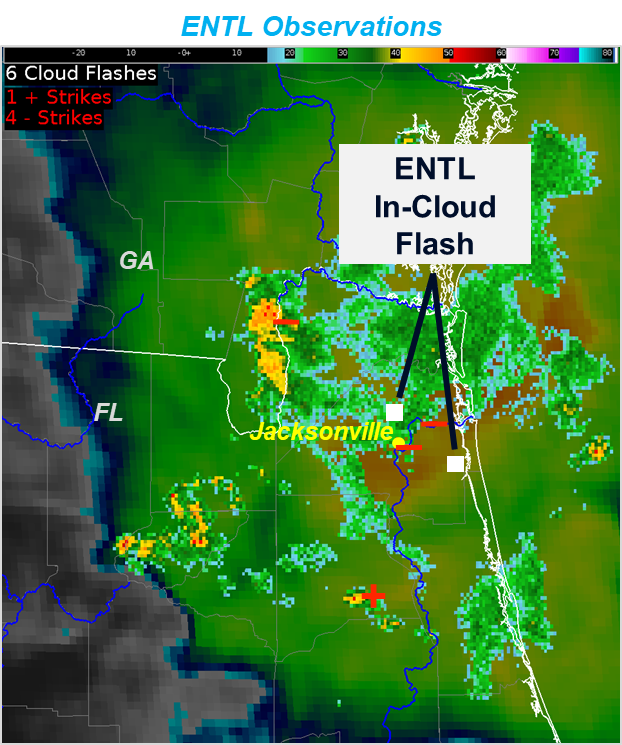 ENTL Observations
-20 10 -0+ 10 20 30 40 50 60 70 80
6 Cloud Flashes
1 + Strikes
4 - Strikes
ENTL
In-Cloud
Flash
GA
FL
Jacksonville